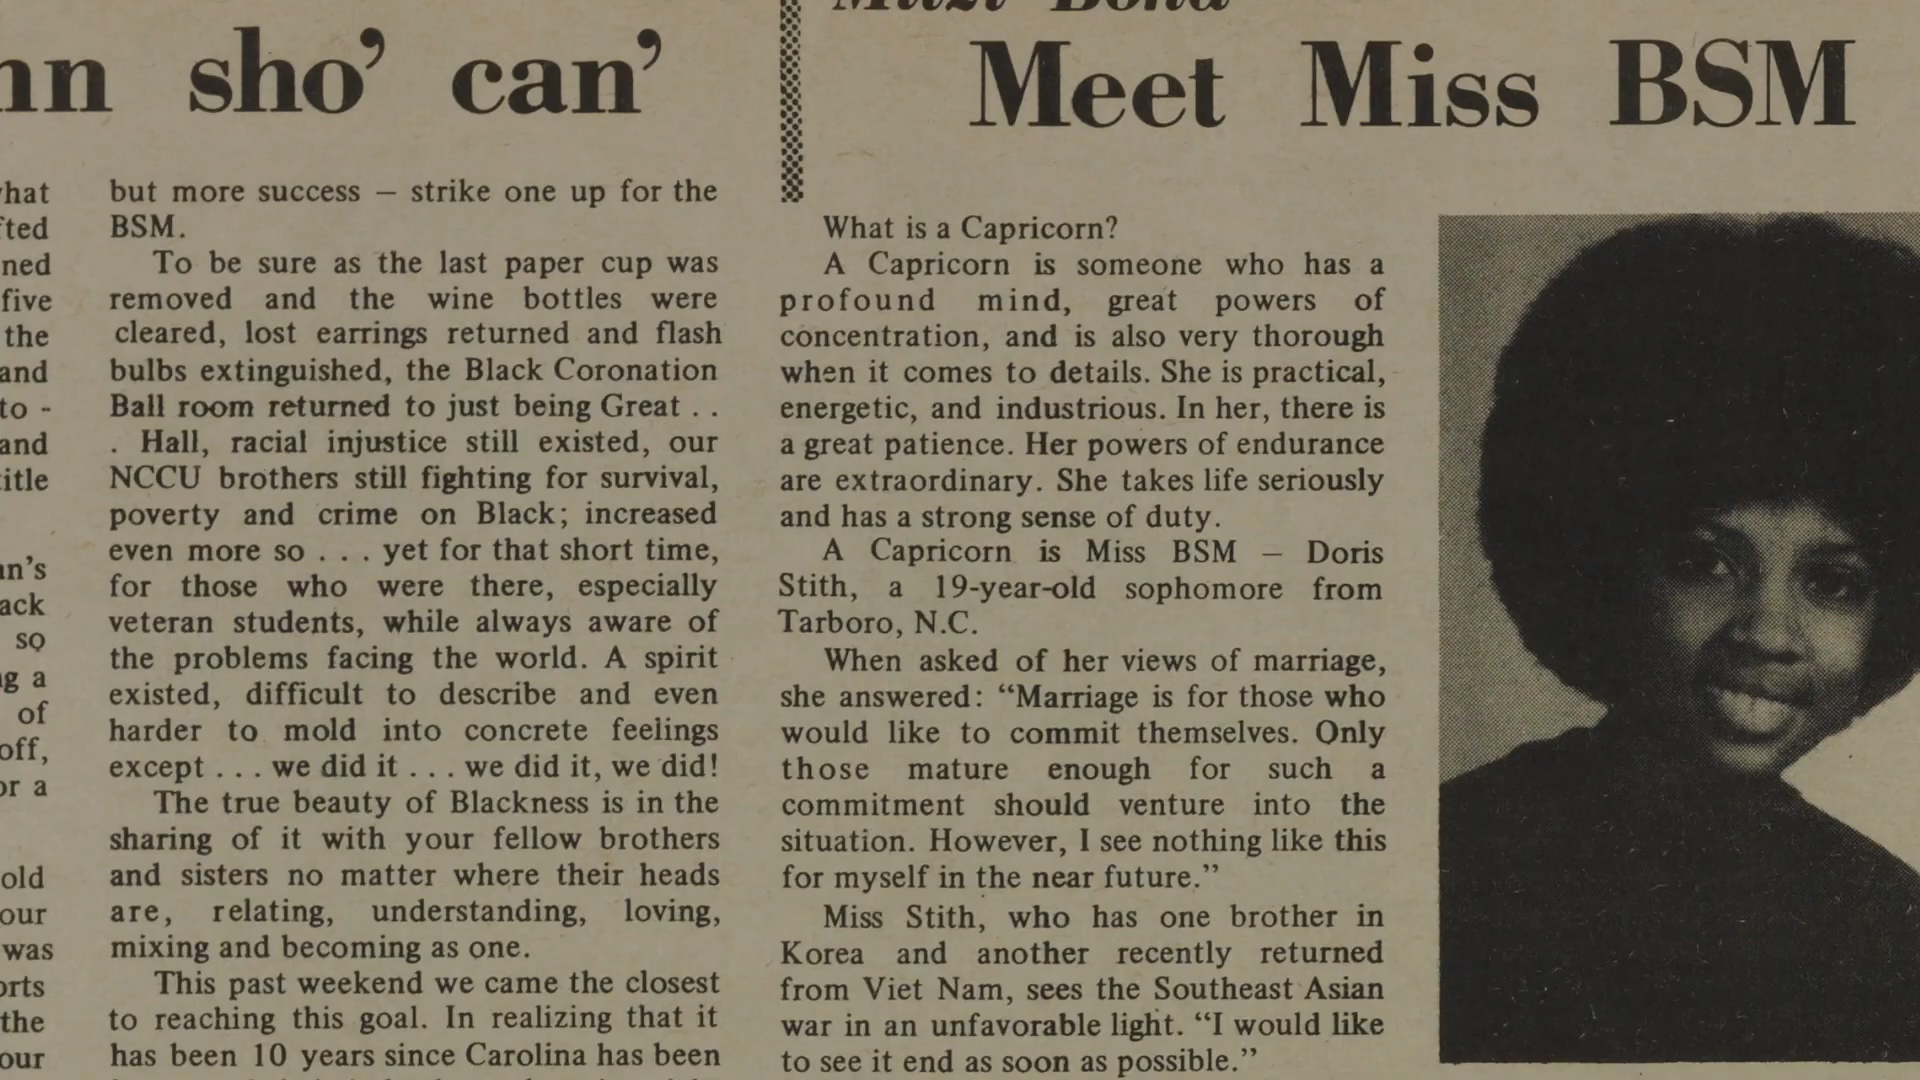 nn sho' can'
hat
fted
ned
five
the
and
to -
and
title
an's
ack
so
ng a
of
off,
or a
old
our
was
orts
the
our
but more success — strike one up for the
BSM.
To be sure as the last paper cup was
removed and the wine bottles were
cleared, lost earrings returned and flash
bulbs extinguished, the Black Coronation
Ball room returned to just being Great . .
. Hall, racial injustice still existed, our
NCCU brothers still fighting for survival,
poverty and crime on Black; increased
even more so . . . yet for that short time,
for those who were there, especially
veteran students, while always aware of
the problems facing the world. A spirit
existed, difficult to describe and even
harder to mold into concrete feelings
except . . . we did it . . . we did it, we did!
The true beauty of Blackness is in the
sharing of it with your fellow brothers
and sisters no matter where their heads
are, relating, understanding, loving,
mixing and becoming as one.
This past weekend we came the closest
to reaching this goal. In realizing that it
has been 10 years since Carolina has been
Mitzi Bond
Meet Miss BSM
What is a Capricorn?
A Capricorn is someone who has a
profound mind, great powers of
concentration, and is also very thorough
when it comes to details. She is practical,
energetic, and industrious. In her, there is
a great patience. Her powers of endurance
are extraordinary. She takes life seriously
and has a strong sense of duty.
A Capricorn is Miss BSM — Doris
Stith, a 19-year-old sophomore from
Tarboro, N.C.
When asked of her views of marriage,
she answered: “Marriage is for those who
would like to commit themselves. Only
those mature enough for such a
commitment should venture into the
situation. However, I see nothing like this
for myself in the near future.”
Miss Stith, who has one brother in
Korea and another recently returned
from Viet Nam, sees the Southeast Asian
war in an unfavorable light. “I would like
to see it end as soon as possible.”